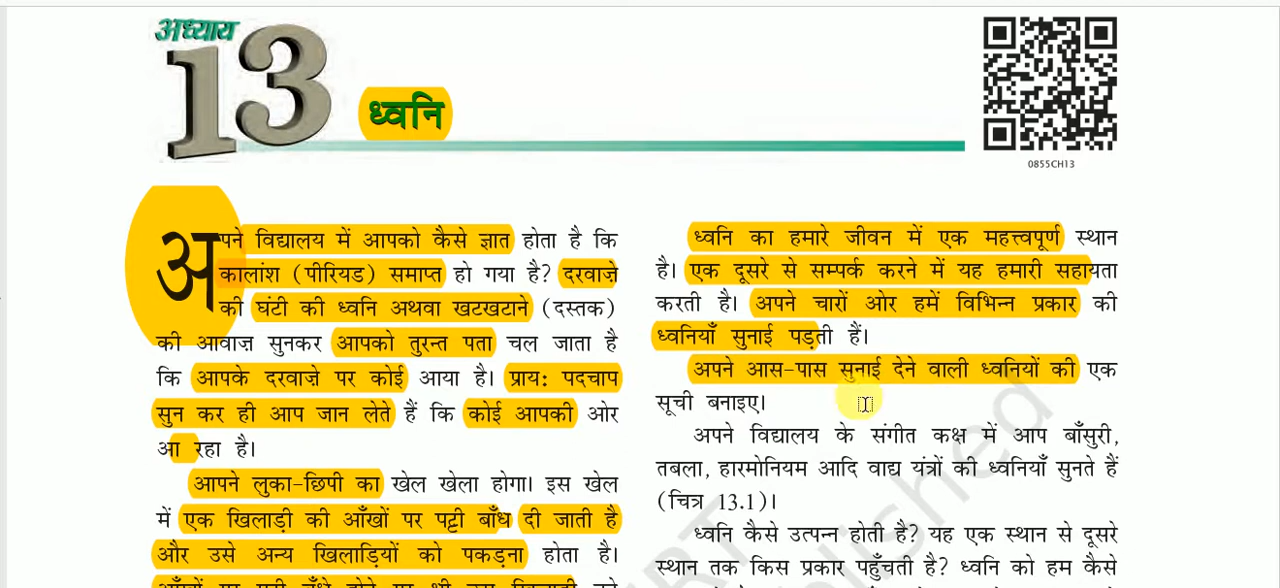 अध्याय
13
ध्वनि
0855CH13
अपने विद्यालय में आपको कैसे ज्ञात होता है कि
कालांश (पीरियड) समाप्त हो गया है? दरवाज़े
की घंटी की ध्वनि अथवा खटखटाने (दस्तक)
की आवाज़ सुनकर आपको तुरन्त पता चल जाता है
कि आपके दरवाज़े पर कोई आया है। प्रायः पदचाप
सुन कर ही आप जान लेते हैं कि कोई आपकी ओर
आ रहा है।
आपने लुका-छिपी का खेल खेला होगा। इस खेल
में एक खिलाड़ी की आँखों पर पट्टी बाँध दी जाती है
और उसे अन्य खिलाड़ियों को पकड़ना होता है।
ध्वनि का हमारे जीवन में एक महत्त्वपूर्ण स्थान
है। एक दूसरे से सम्पर्क करने में यह हमारी सहायता
करती है। अपने चारों ओर हमें विभिन्न प्रकार की
ध्वनियाँ सुनाई पड़ती हैं।
अपने आस-पास सुनाई देने वाली ध्वनियों की एक
सूची बनाइए।
अपने विद्यालय के संगीत कक्ष में आप बाँसुरी,
तबला, हारमोनियम आदि वाद्य यंत्रों की ध्वनियाँ सुनते हैं
(चित्र 13.1)।
ध्वनि कैसे उत्पन्न होती है? यह एक स्थान से दूसरे
स्थान तक किस प्रकार पहुँचती है? ध्वनि को हम कैसे